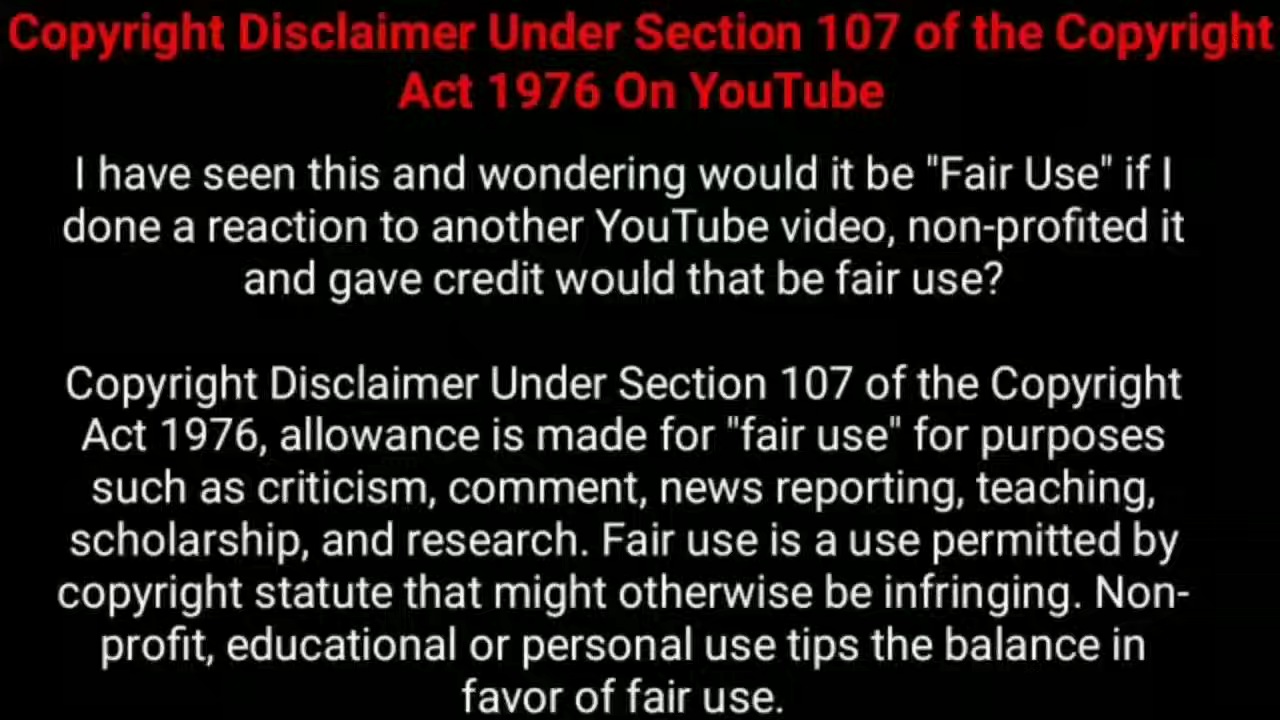 Copyright Disclaimer Under Section 107 of the Copyright
Act 1976 On YouTube
I have seen this and wondering would it be "Fair Use" if I
done a reaction to another YouTube video, non-profited it
and gave credit would that be fair use?
Copyright Disclaimer Under Section 107 of the Copyright
Act 1976, allowance is made for "fair use" for purposes
such as criticism, comment, news reporting, teaching,
scholarship, and research. Fair use is a use permitted by
copyright statute that might otherwise be infringing. Non-
profit, educational or personal use tips the balance in
favor of fair use.